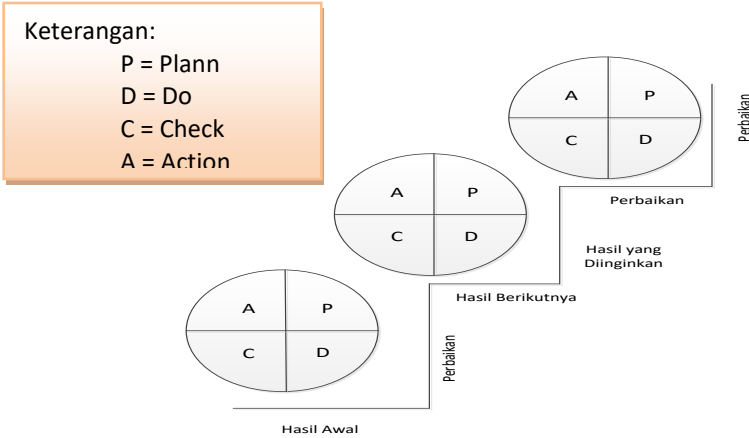 Keterangan:
P = Plann
D = Do
C = Check
A = Action
A P
C D
Perbaikan
Perbaikan
A P
C D
Hasil yang
Diinginkan
Hasil Berikutnya
A P
C D
Perbaikan
Hasil Awal